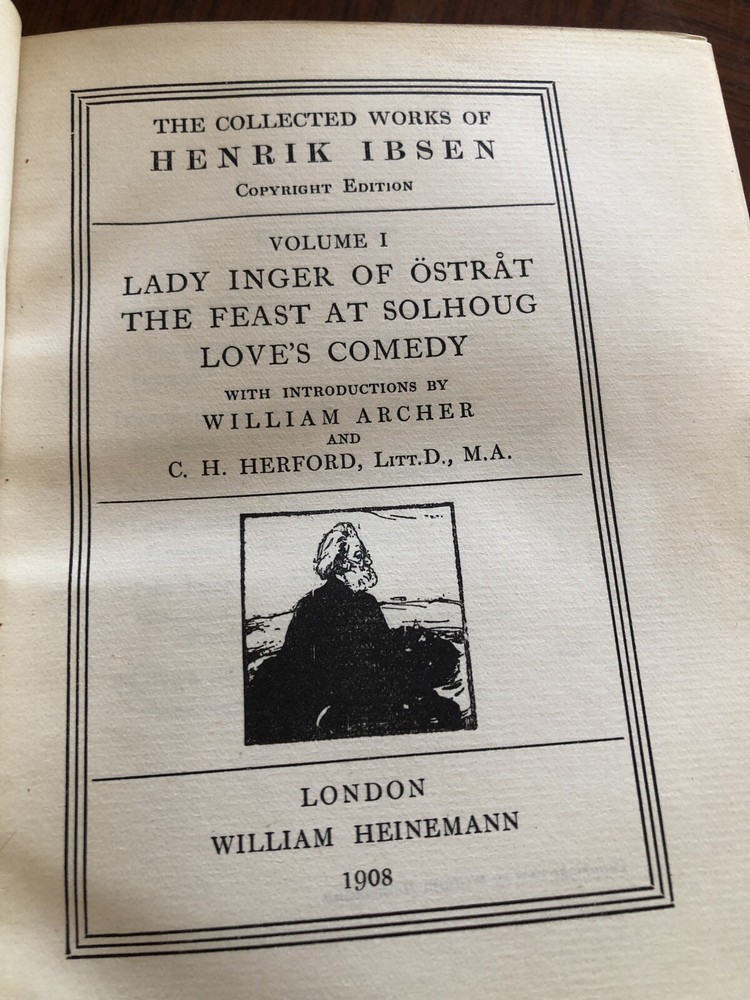 THE COLLECTED WORKS OF
HENRIK IBSEN
COPYRIGHT EDITION
VOLUME I
LADY INGER OF ÖSTRÅT
THE FEAST AT SOLHOUG
LOVE'S COMEDY
WITH INTRODUCTIONS BY
WILLIAM ARCHER
AND
C. H. HERFORD, LITT.D., M.A.
LONDON
WILLIAM HEINEMANN
1908